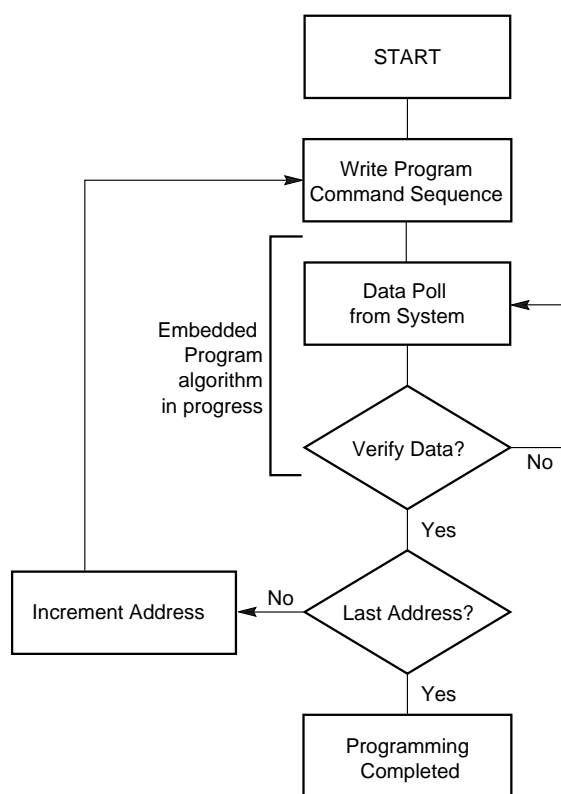 START
Write Program
Command Sequence
Data Poll
from System
Embedded
Program
algorithm
in progress
Verify Data?
No
Yes
Increment Address
No
Last Address?
Yes
Programming
Completed